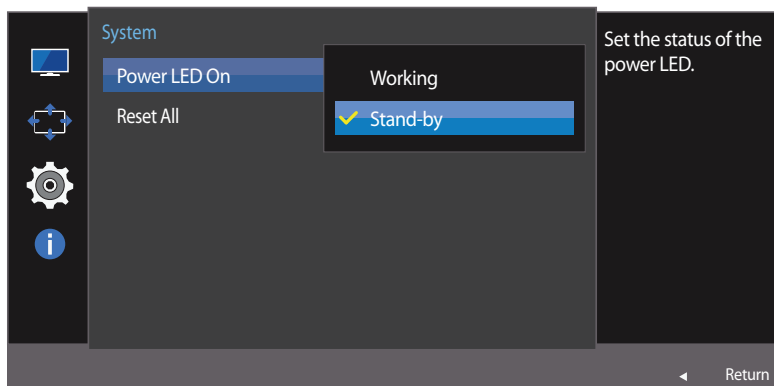 System
Power LED On
Reset All
Working
Stand-by
Set the status of the
power LED.
Return